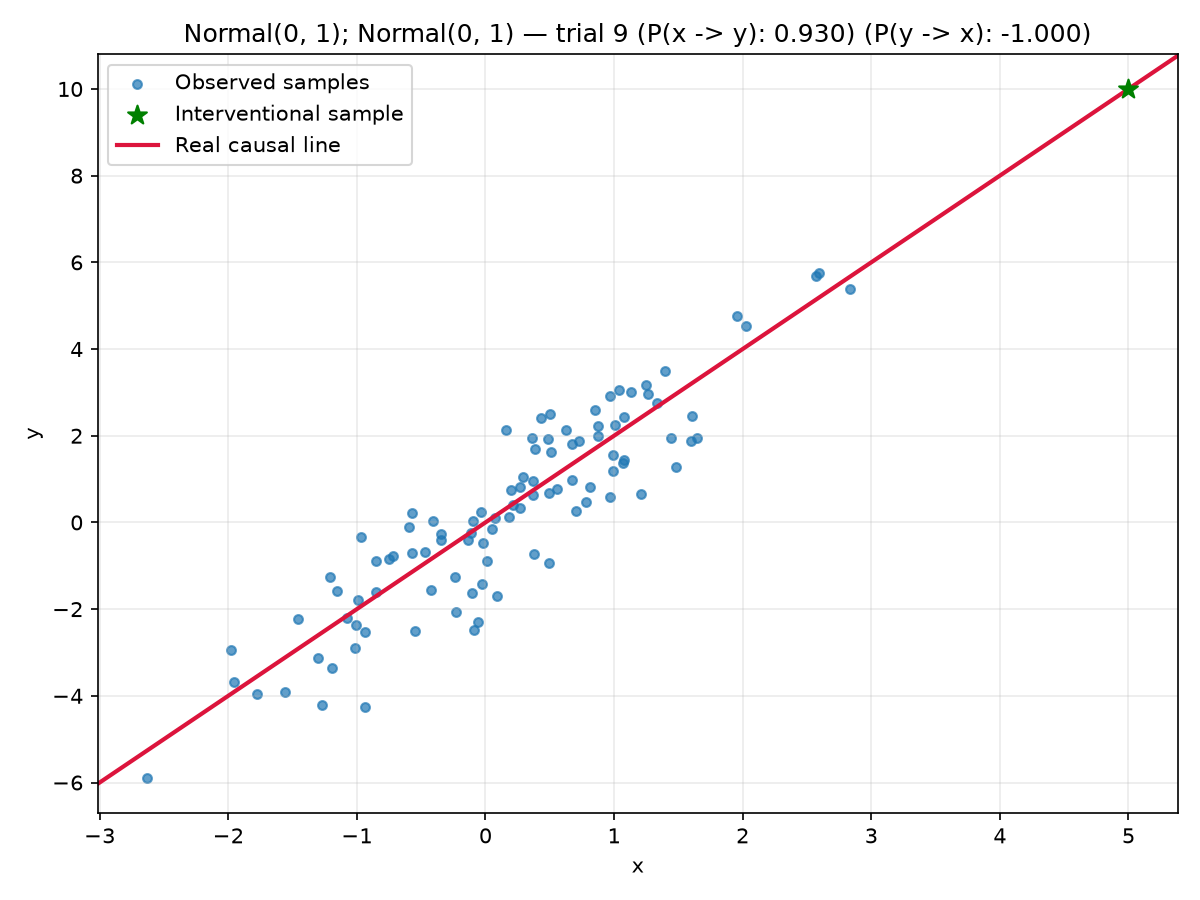 Normal(0, 1); Normal(0, 1) — trial 9 (P(x -> y): 0.930) (P(y -> x): -1.000)
Observed samples
Interventional sample
Real causal line
10
8
6
4
2
0
−2
−4
−6
y
−3 −2 −1 0 1 2 3 4 5
x